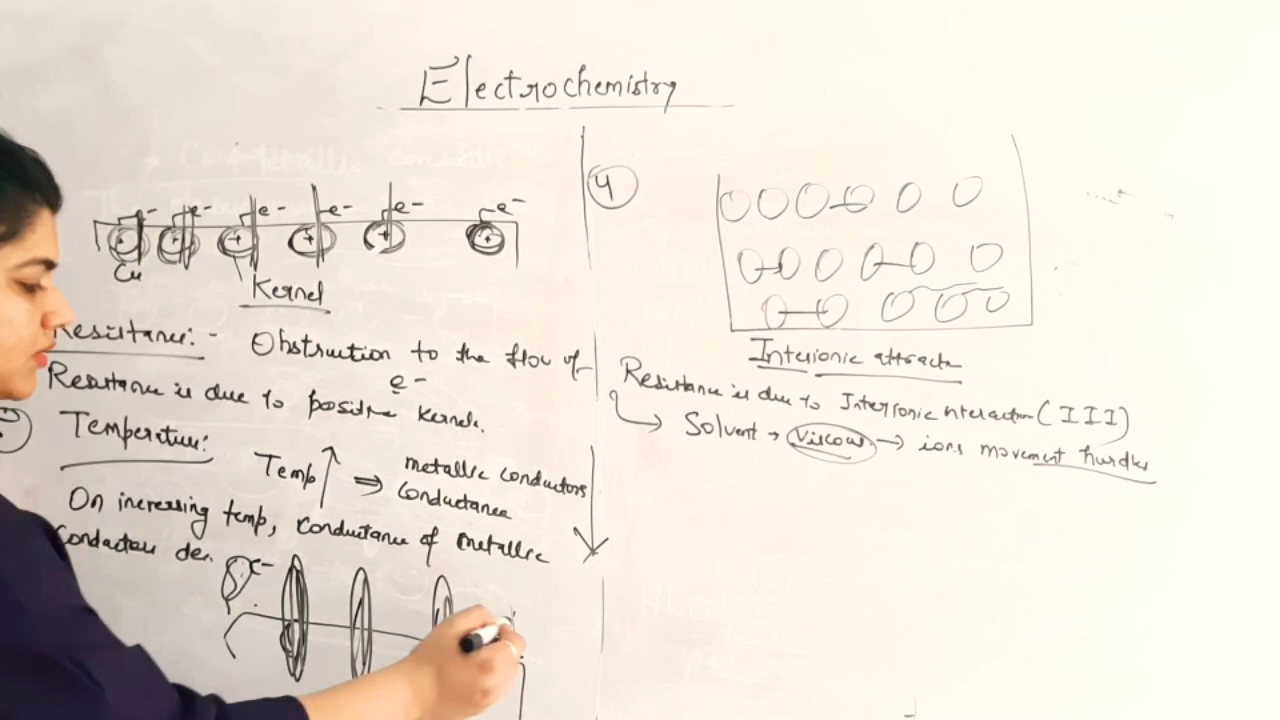 Electrochemistry
e- e- e- e- e-
+ + + + +
Cu
Kernel
Resistance:- Obstruction to the flow of
e-
Resistance is due to positive kernels.
Temperature:
Temp ↑ ⇒ metallic conductors
conductance ↓
On increasing temp, conductance of metallic
conductors dec.
e-
4
Interionic attractn
Resistance is due to Interionic interaction (III)
Solvent → viscous → ions movement hurdles